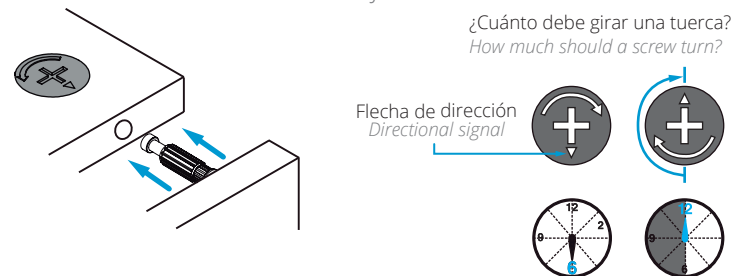 ¿Cuánto debe girar una tuerca?
How much should a screw turn?
Flecha de dirección
Directional signal
12
2
9
6
12
9
6